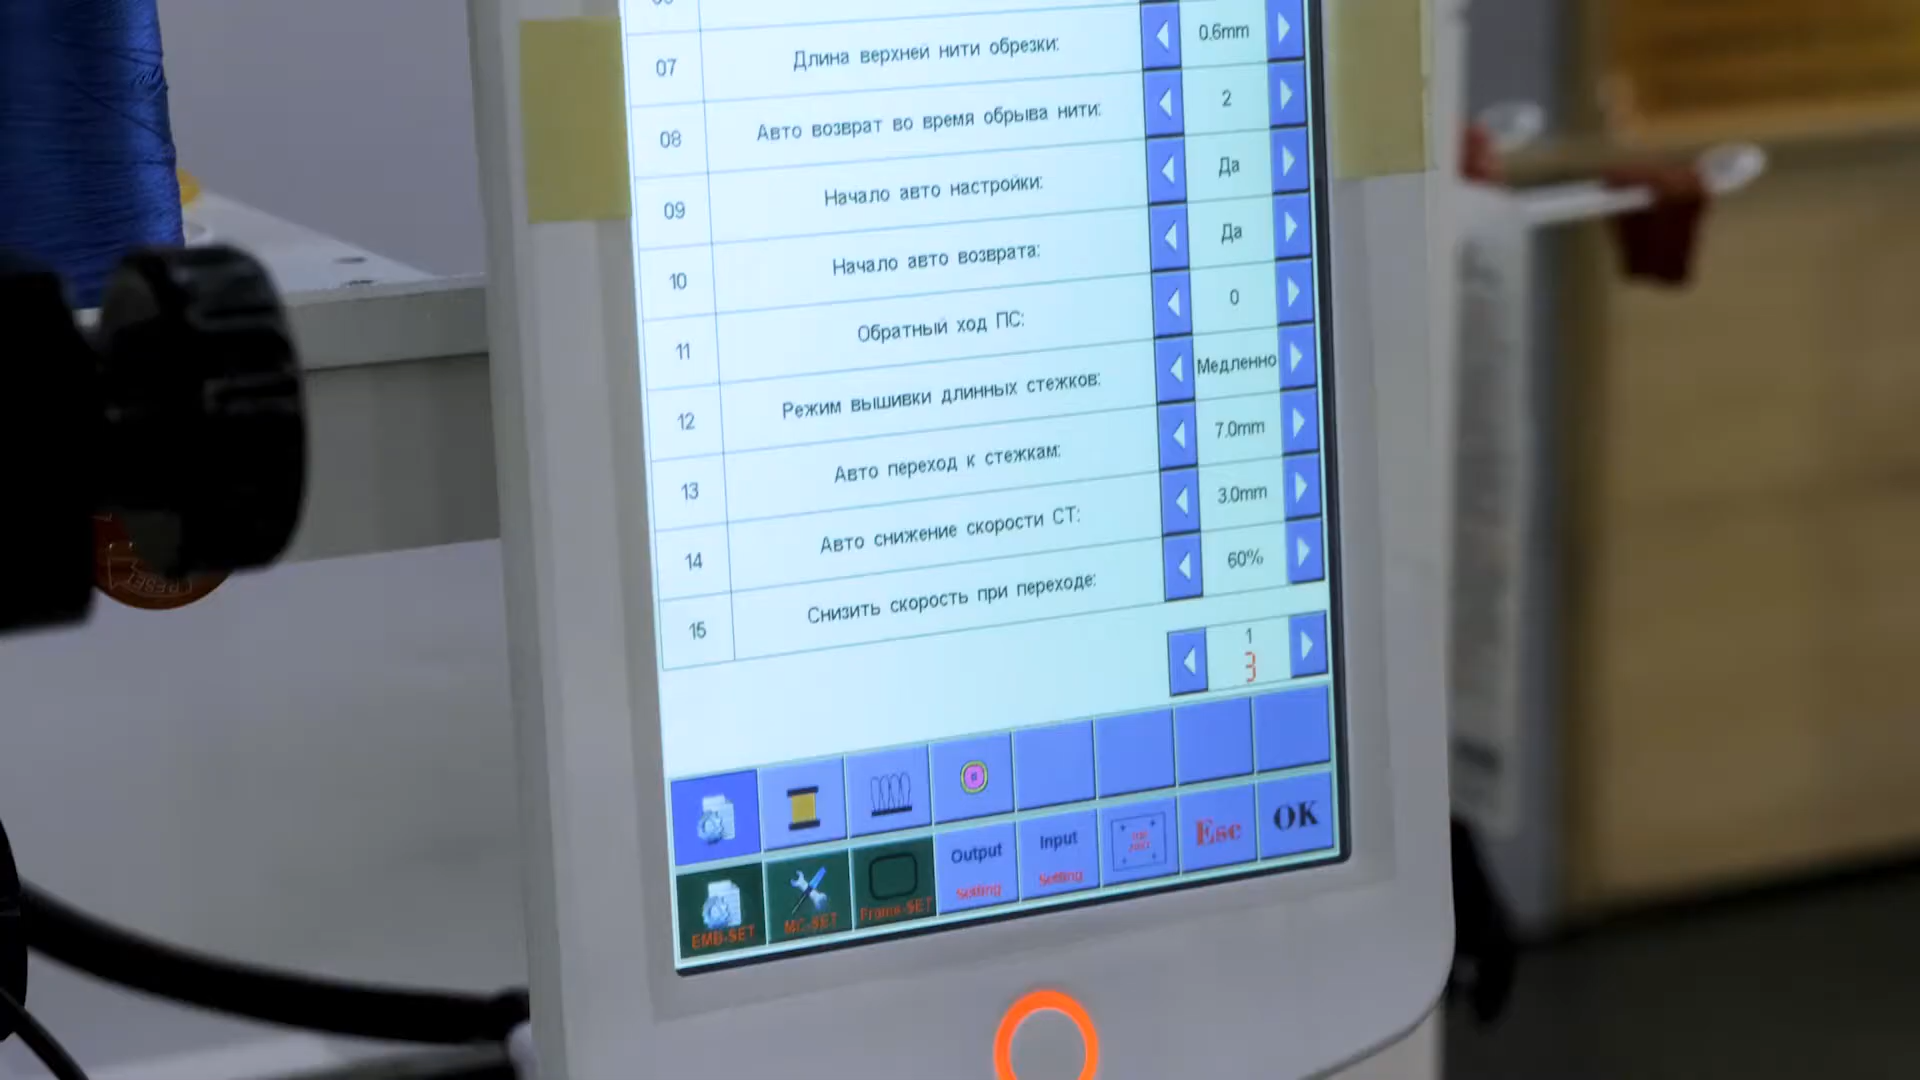 07 Длина верхней нити обрезки: 0.6mm
08 Авто возврат во время обрыва нити: 2
09 Начало авто настройки: Да
10 Начало авто возврата: Да
11 Обратный ход ПС: 0
12 Режим вышивки длинных стежков: Медленно
13 Авто переход к стежкам: 7.0mm
14 Авто снижение скорости СТ: 3.0mm
15 Снизить скорость при переходе: 60%
1
3
Output Setting
Input Setting
Esc
OK
EMB-SET
MC-SET
Frame-SET
RESET